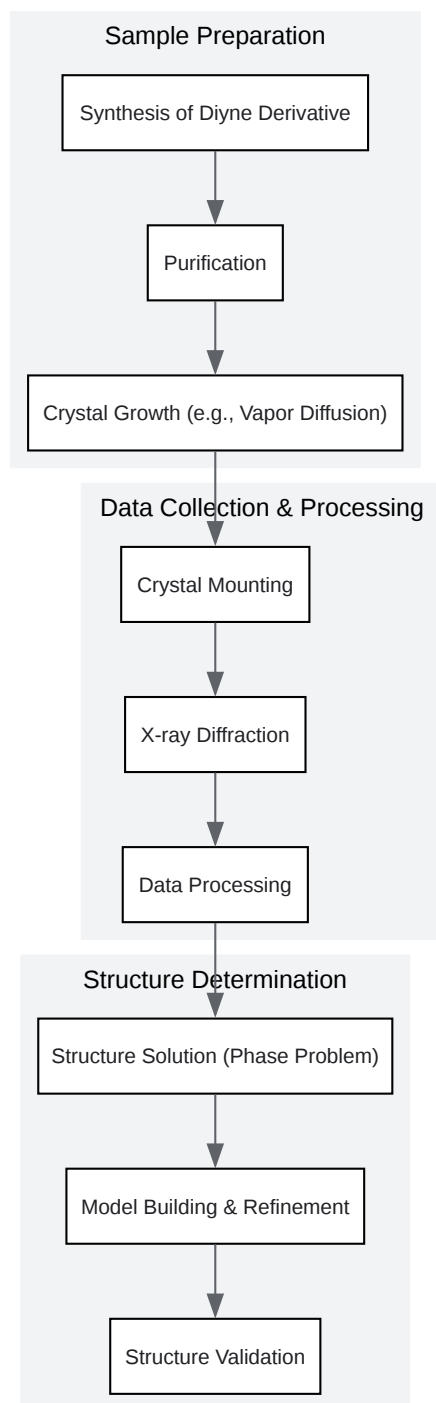 Sample Preparation
Synthesis of Diyne Derivative
Purification
Crystal Growth (e.g., Vapor Diffusion)
Data Collection & Processing
Crystal Mounting
X-ray Diffraction
Data Processing
Structure Determination
Structure Solution (Phase Problem)
Model Building & Refinement
Structure Validation